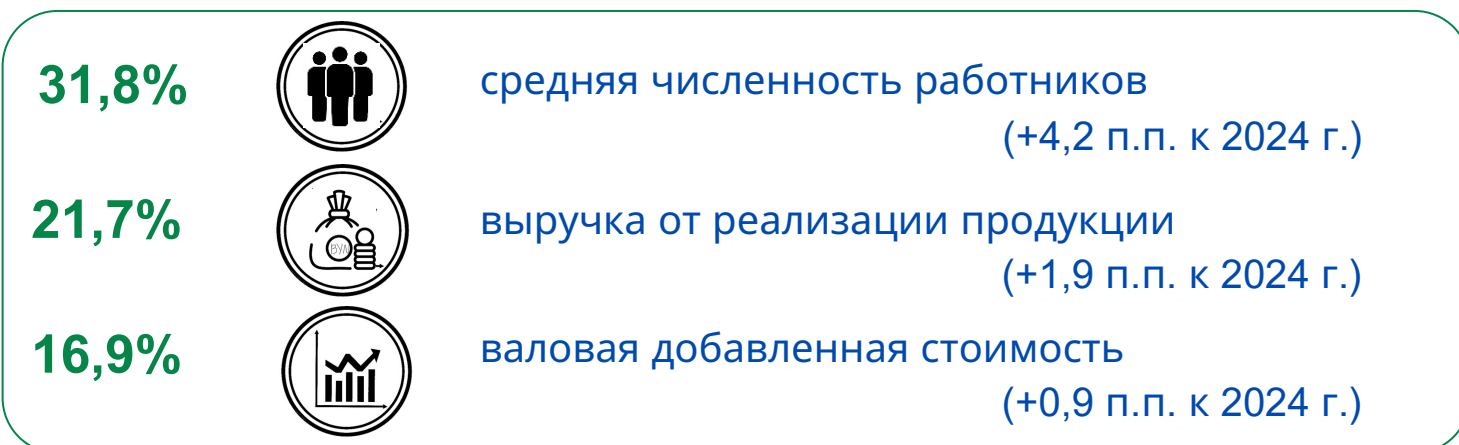 31,8%
средняя численность работников
(+4,2 п.п. к 2024 г.)
21,7%
BYN
выручка от реализации продукции
(+1,9 п.п. к 2024 г.)
16,9%
валовая добавленная стоимость
(+0,9 п.п. к 2024 г.)